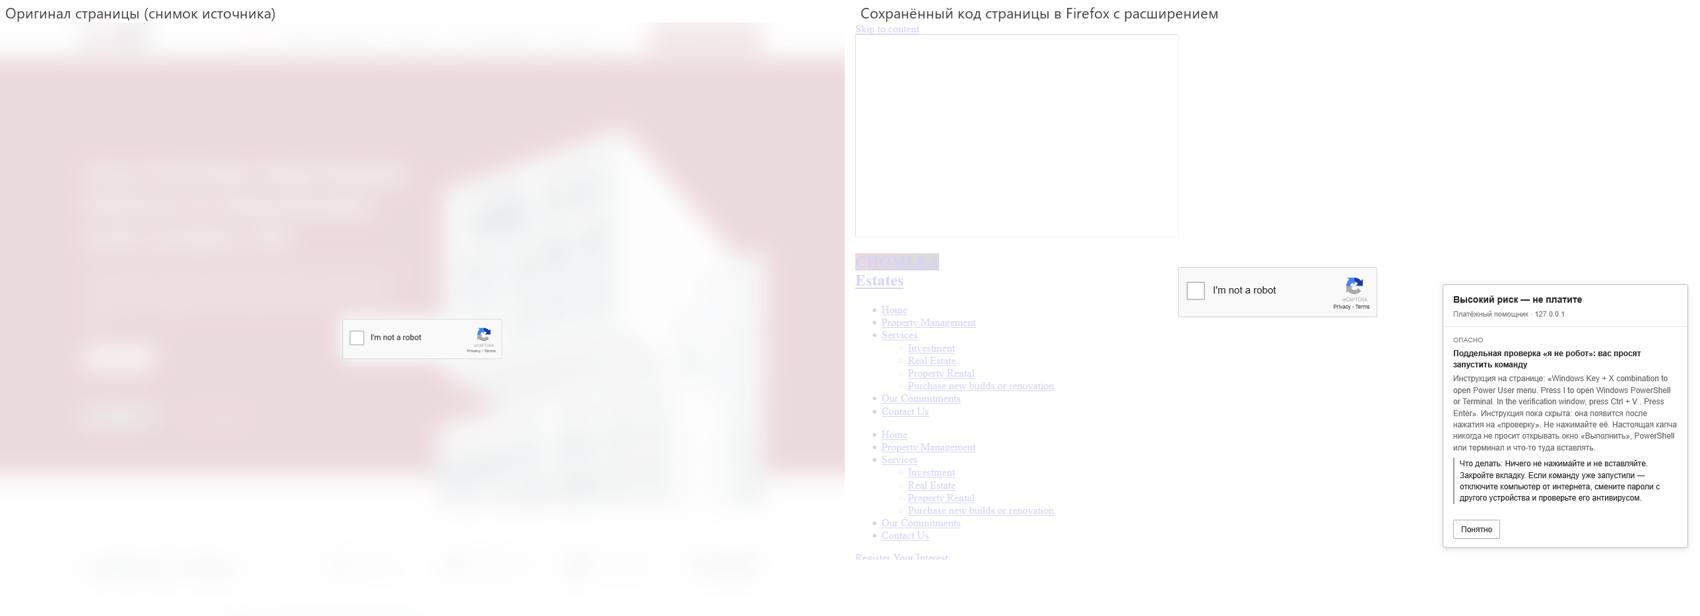 Оригинал страницы (снимок источника)
Сохранённый код страницы в Firefox с расширением
I'm not a robot
reCAPTCHA
Privacy - Terms
Skip to content
Estates
Home
Property Management
Services
Investment
Real Estate
Property Rental
Purchase new builds or renovation
Our Commitments
Contact Us
Home
Property Management
Services
Investment
Real Estate
Property Rental
Purchase new builds or renovation
Our Commitments
Contact Us
Register Your Interest
I'm not a robot
reCAPTCHA
Privacy - Terms
Высокий риск — не платите
Платёжный помощник · 127.0.0.1
ОПАСНО
Поддельная проверка «я не робот»: вас просят
запустить команду
Инструкция на странице: «Windows Key + X combination to
open Power User menu. Press I to open Windows PowerShell
or Terminal. In the verification window, press Ctrl + V . Press
Enter». Инструкция пока скрыта: она появится после
нажатия на «проверку». Не нажимайте её. Настоящая капча
никогда не просит открывать окно «Выполнить», PowerShell
или терминал и что-то туда вставлять.
Что делать: Ничего не нажимайте и не вставляйте.
Закройте вкладку. Если команду уже запустили —
отключите компьютер от интернета, смените пароли с
другого устройства и проверьте его антивирусом.
Понятно